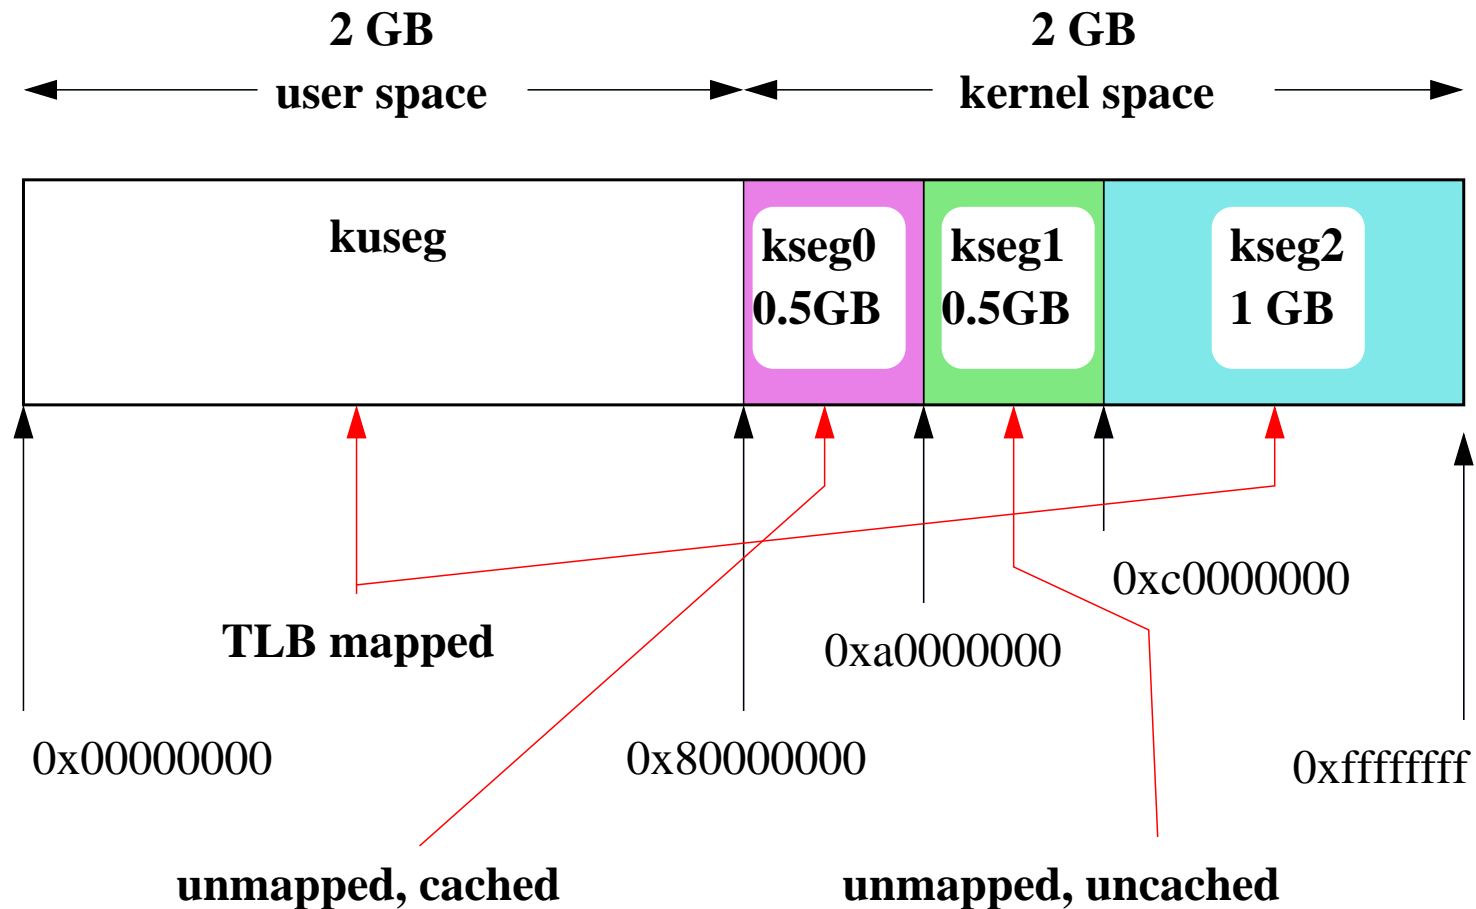 2 GB
user space
2 GB
kernel space
kuseg
kseg0
0.5GB
kseg1
0.5GB
kseg2
1 GB
0xc0000000
TLB mapped
0xa0000000
0x00000000
0x80000000
0xffffffff
unmapped, cached
unmapped, uncached